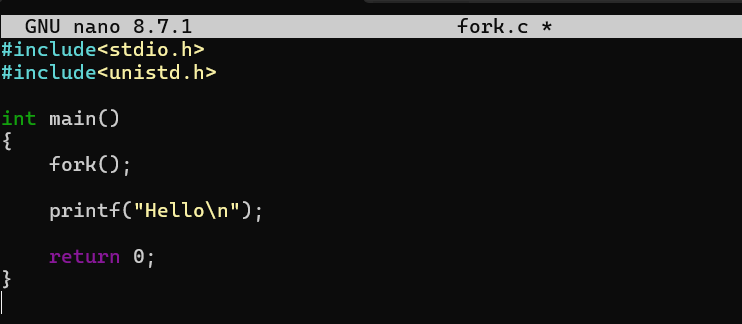 GNU nano 8.7.1 fork.c *
#include<stdio.h>
#include<unistd.h>
int main()
{
    fork();
    printf("Hello\n");
    return 0;
}